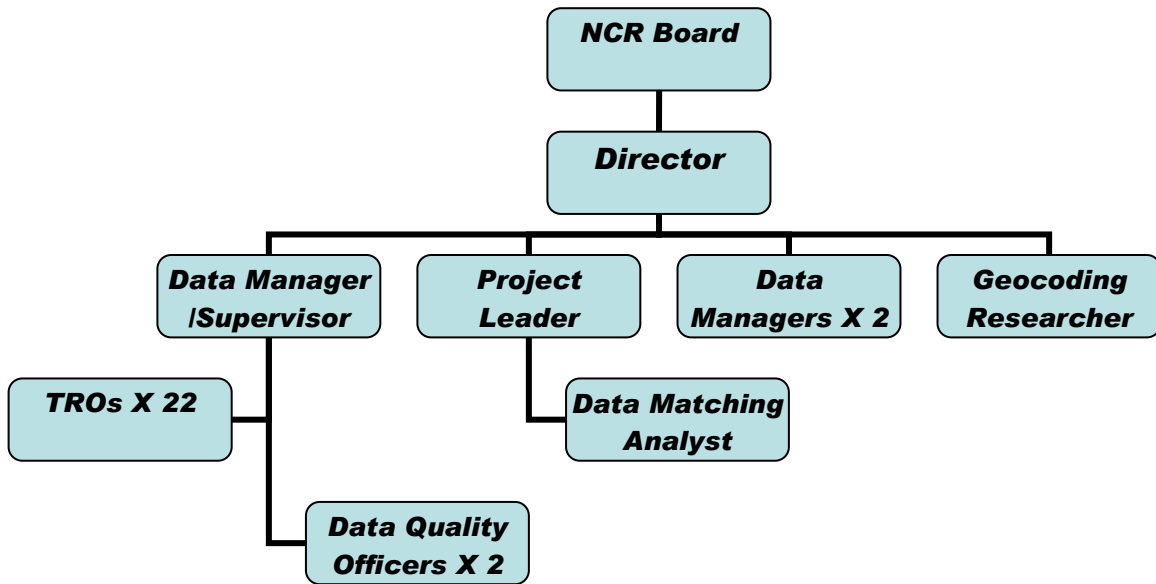 NCR Board
Director
Data Manager
/Supervisor
Project
Leader
Data
Managers X 2
Geocoding
Researcher
TROs X 22
Data Matching
Analyst
Data Quality
Officers X 2